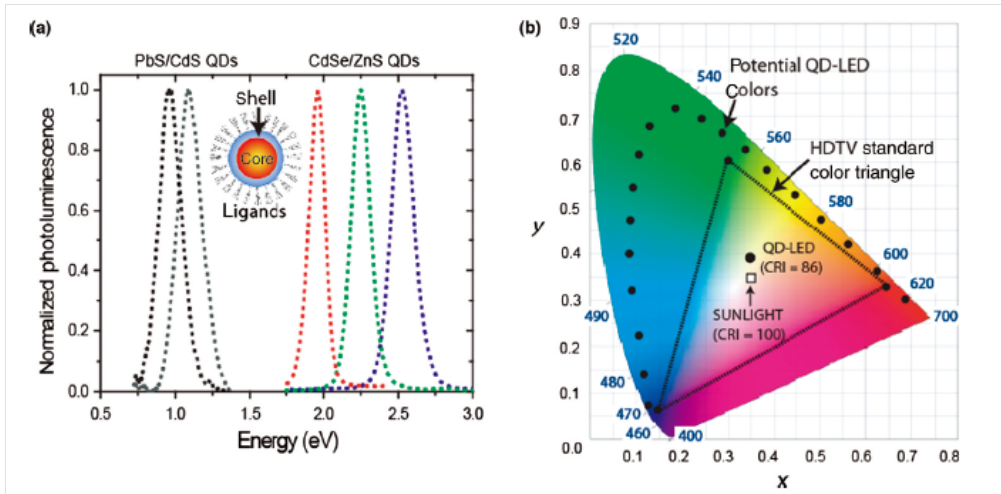 (a)
PbS/CdS QDs
CdSe/ZnS QDs
Shell
Core
Ligands
Normalized photoluminescence
1.0
0.8
0.6
0.4
0.2
0.0
0.5
1.0
1.5
2.0
2.5
3.0
Energy (eV)
(b)
0.9
0.8
0.7
0.6
0.5
0.4
0.3
0.2
0.1
0.0
y
520
540
560
580
600
620
700
490
480
470
460
400
Potential QD-LED
Colors
HDTV standard
color triangle
QD-LED
(CRI = 86)
SUNLIGHT
(CRI = 100)
0.1
0.2
0.3
0.4
0.5
0.6
0.7
0.8
x